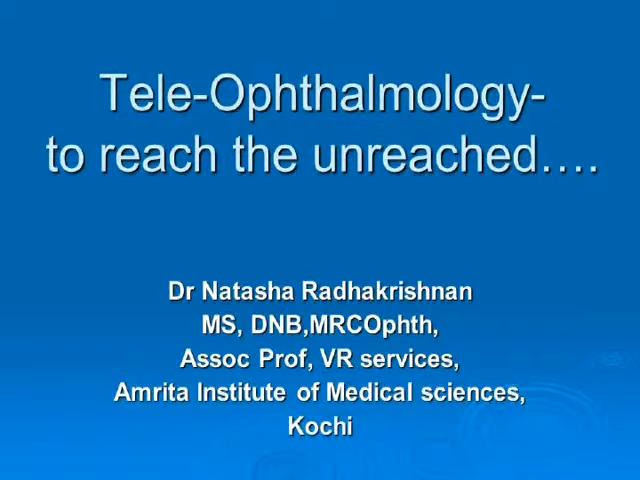 Tele-Ophthalmology-
to reach the unreached….
Dr Natasha Radhakrishnan
MS, DNB,MRCOphth,
Assoc Prof, VR services,
Amrita Institute of Medical sciences,
Kochi